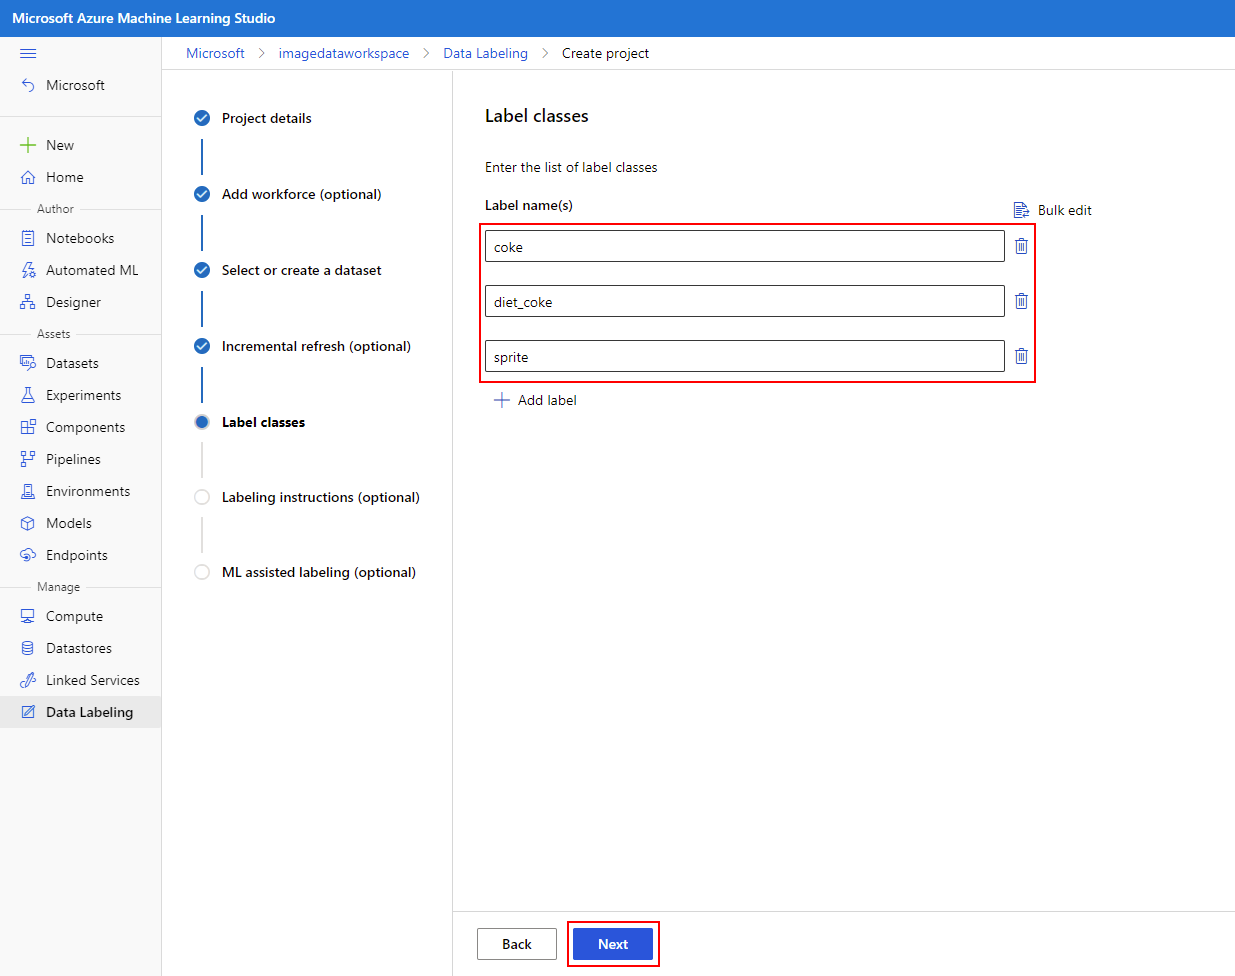 Microsoft Azure Machine Learning Studio
Microsoft > imagedataworkspace > Data Labeling > Create project
Microsoft
New
Home
Author
Notebooks
Automated ML
Designer
Assets
Datasets
Experiments
Components
Pipelines
Environments
Models
Endpoints
Manage
Compute
Datastores
Linked Services
Data Labeling
Project details
Add workforce (optional)
Select or create a dataset
Incremental refresh (optional)
Label classes
Labeling instructions (optional)
ML assisted labeling (optional)
Label classes
Enter the list of label classes
Label name(s)
Bulk edit
coke
diet_coke
sprite
Add label
Back
Next